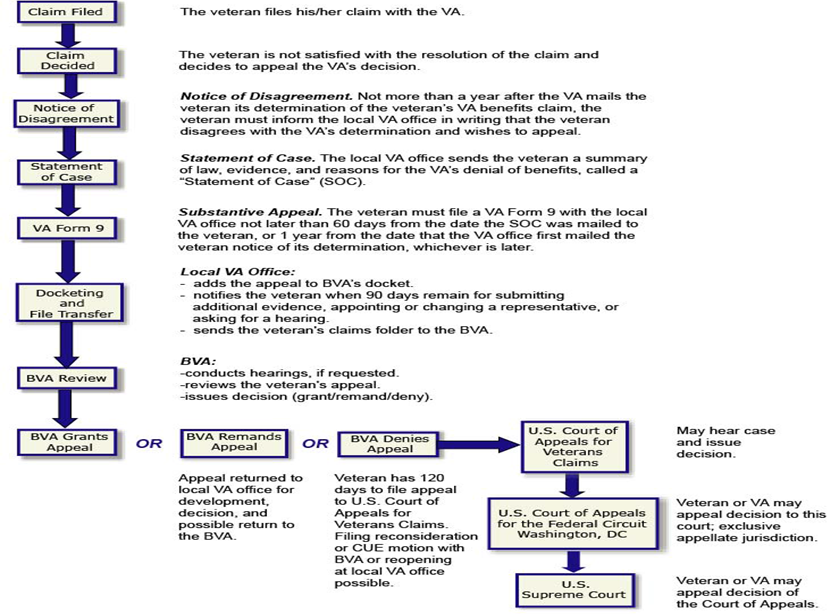 Claim Filed
The veteran files his/her claim with the VA.
Claim
Decided
The veteran is not satisfied with the resolution of the claim and
decides to appeal the VA's decision.
Notice of
Disagreement
Notice of Disagreement. Not more than a year after the VA mails the
veteran its determination of the veteran's VA benefits claim, the
veteran must inform the local VA office in writing that the veteran
disagrees with the VA's determination and wishes to appeal.
Statement
of Case
Statement of Case. The local VA office sends the veteran a summary
of law, evidence, and reasons for the VA's denial of benefits, called a
"Statement of Case" (SOC).
VA Form 9
Substantive Appeal. The veteran must file a VA Form 9 with the local
VA office not later than 60 days from the date the SOC was mailed to
the veteran, or 1 year from the date that the VA office first mailed the
veteran notice of its determination, whichever is later.
Docketing
and
File Transfer
Local VA Office:
- adds the appeal to BVA's docket.
- notifies the veteran when 90 days remain for submitting
additional evidence, appointing or changing a representative, or
asking for a hearing.
- sends the veteran's claims folder to the BVA.
BVA Review
BVA:
-conducts hearings, if requested.
-reviews the veteran's appeal.
-issues decision (grant/remand/deny).
BVA Grants
Appeal
OR
BVA Remands
Appeal
OR
BVA Denies
Appeal
U.S. Court of
Appeals for
Veterans
Claims
May hear case
and issue
decision.
Appeal returned to
local VA office for
development,
decision, and
possible return to
the BVA.
Veteran has 120
days to file appeal
to U.S. Court of
Appeals for
Veterans Claims.
Filing reconsideration
or CUE motion with
BVA or reopening
at local VA office
possible.
U.S. Court of Appeals
for the Federal Circuit
Washington, DC
Veteran or VA may
appeal decision to this
court; exclusive
appellate jurisdiction.
U.S.
Supreme Court
Veteran or VA may
appeal decision of
the Court of Appeals.